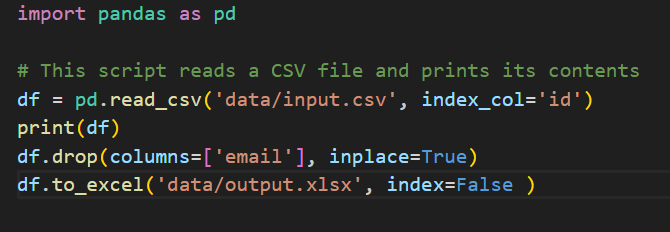 import pandas as pd
# This script reads a CSV file and prints its contents
df = pd.read_csv('data/input.csv', index_col='id')
print(df)
df.drop(columns=['email'], inplace=True)
df.to_excel('data/output.xlsx', index=False )